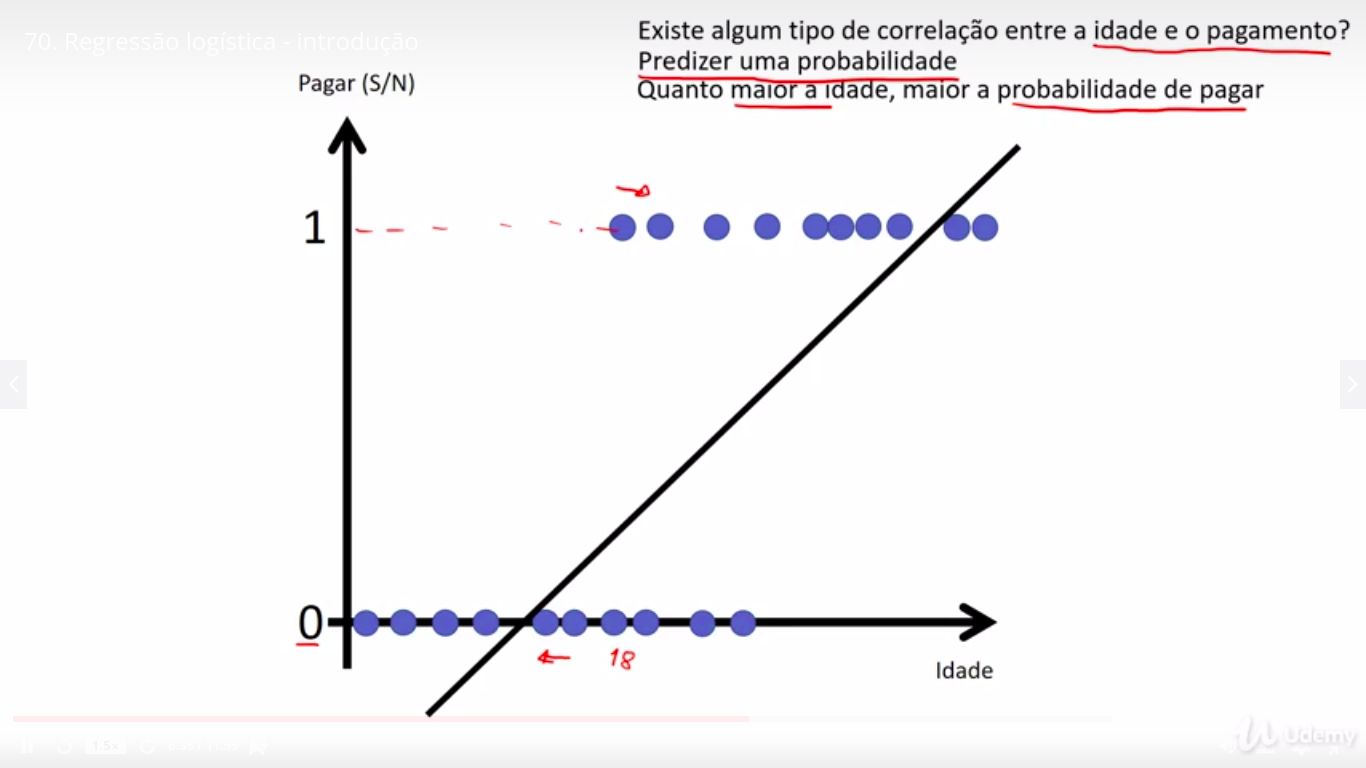 70. Regressão logística - introdução
Existe algum tipo de correlação entre a idade e o pagamento?
Predizer uma probabilidade
Quanto maior a idade, maior a probabilidade de pagar
Pagar (S/N)
1
0
18
Idade
1.5x
Udemy